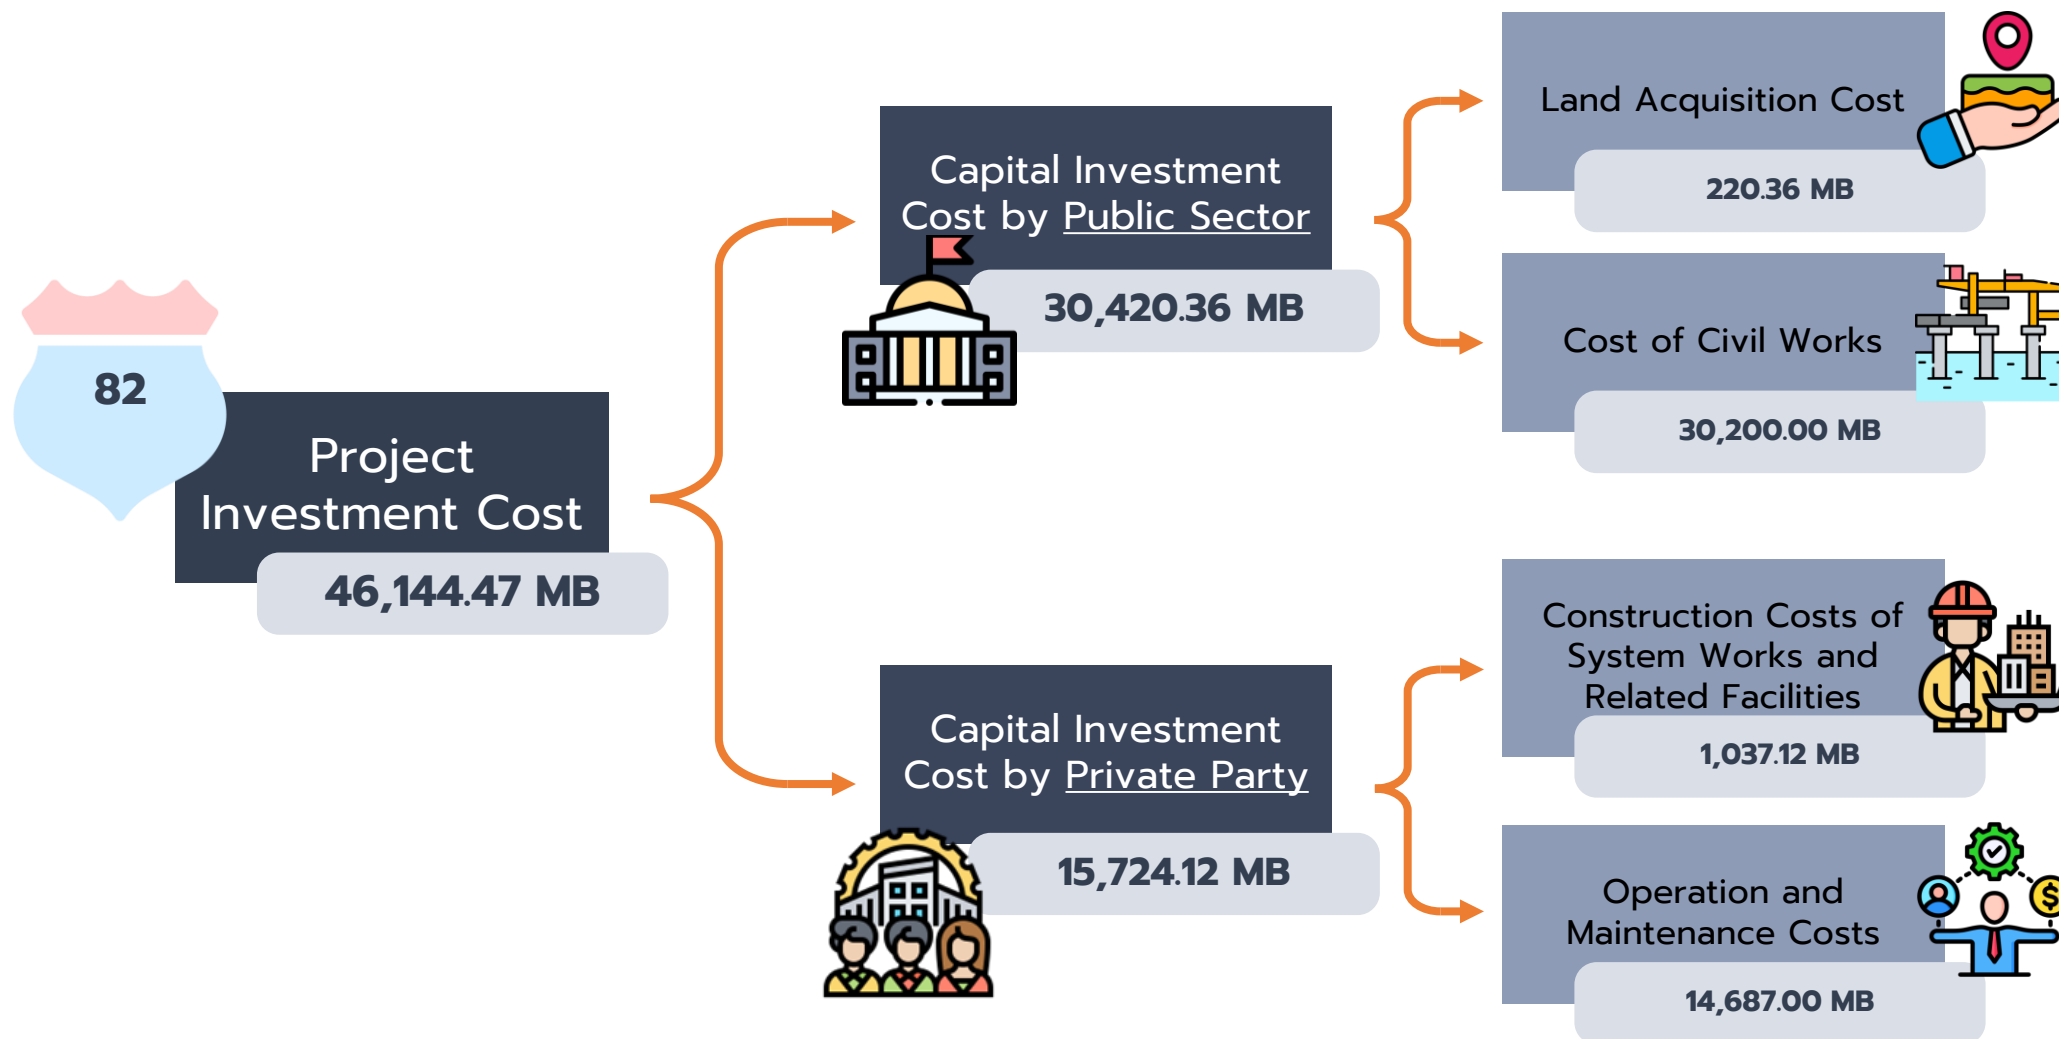 82
Project
Investment Cost
46,144.47 MB
Capital Investment
Cost by Public Sector
30,420.36 MB
Land Acquisition Cost
220.36 MB
Cost of Civil Works
30,200.00 MB
Capital Investment
Cost by Private Party
15,724.12 MB
Construction Costs of
System Works and
Related Facilities
1,037.12 MB
Operation and
Maintenance Costs
14,687.00 MB